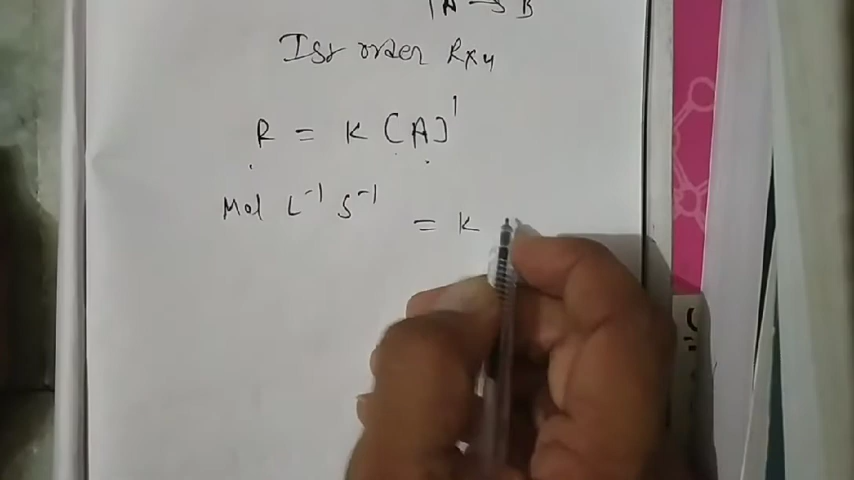 A → B
Ist order Rxn
R = K [A]¹
Mol L⁻¹ S⁻¹
= K